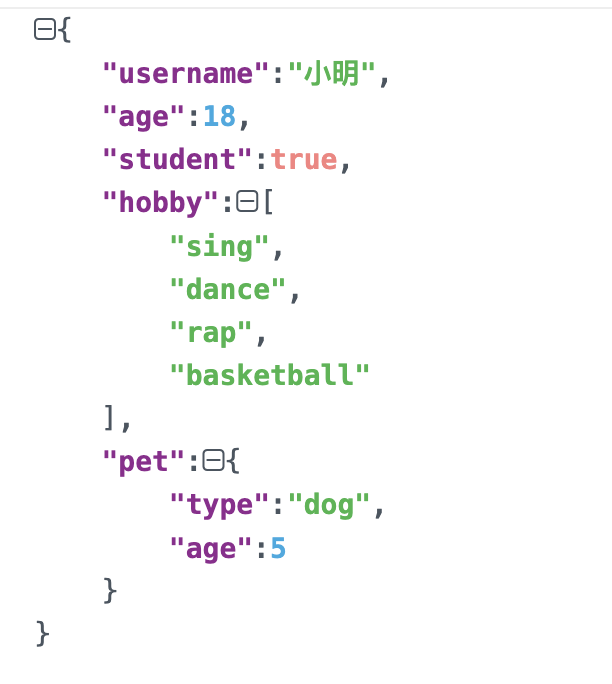 {
"username":"小明",
"age":18,
"student":true,
"hobby":[
"sing",
"dance",
"rap",
"basketball"
],
"pet":{
"type":"dog",
"age":5
}
}